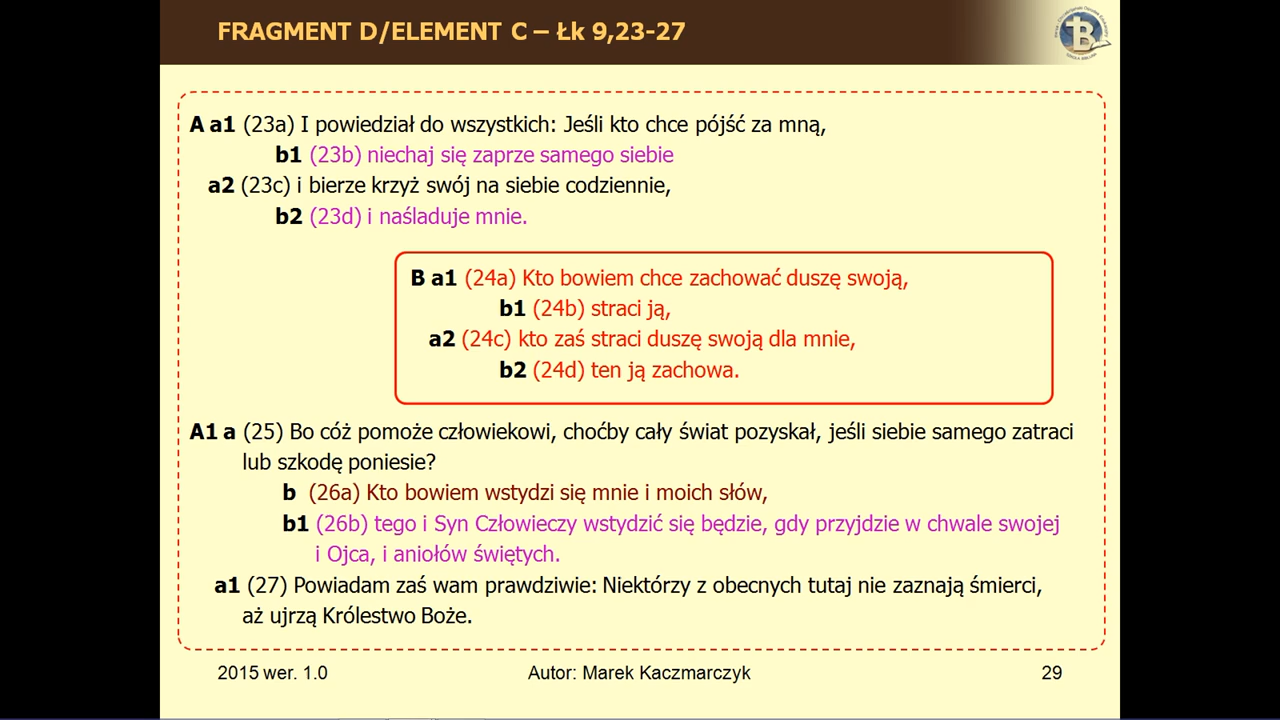 FRAGMENT D/ELEMENT C – Łk 9,23-27
A a1 (23a) I powiedział do wszystkich: Jeśli kto chce pójść za mną,
b1 (23b) niechaj się zaprze samego siebie
a2 (23c) i bierze krzyż swój na siebie codziennie,
b2 (23d) i naśladuje mnie.
B a1 (24a) Kto bowiem chce zachować duszę swoją,
b1 (24b) straci ją,
a2 (24c) kto zaś straci duszę swoją dla mnie,
b2 (24d) ten ją zachowa.
A1 a (25) Bo cóż pomoże człowiekowi, choćby cały świat pozyskał, jeśli siebie samego zatraci
lub szkodę poniesie?
b (26a) Kto bowiem wstydzi się mnie i moich słów,
b1 (26b) tego i Syn Człowieczy wstydzić się będzie, gdy przyjdzie w chwale swojej
i Ojca, i aniołów świętych.
a1 (27) Powiadam zaś wam prawdziwie: Niektórzy z obecnych tutaj nie zaznają śmierci,
aż ujrzą Królestwo Boże.
2015 wer. 1.0 Autor: Marek Kaczmarczyk 29